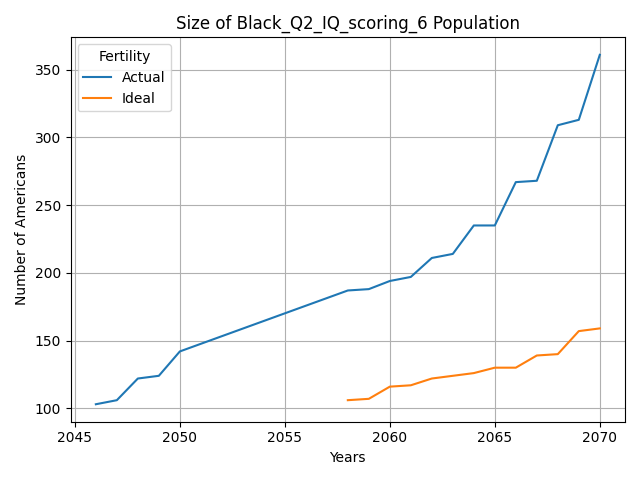 Size of Black_Q2_IQ_scoring_6 Population
Fertility
Actual
Ideal
Number of Americans
350
300
250
200
150
100
2045
2050
2055
2060
2065
2070
Years